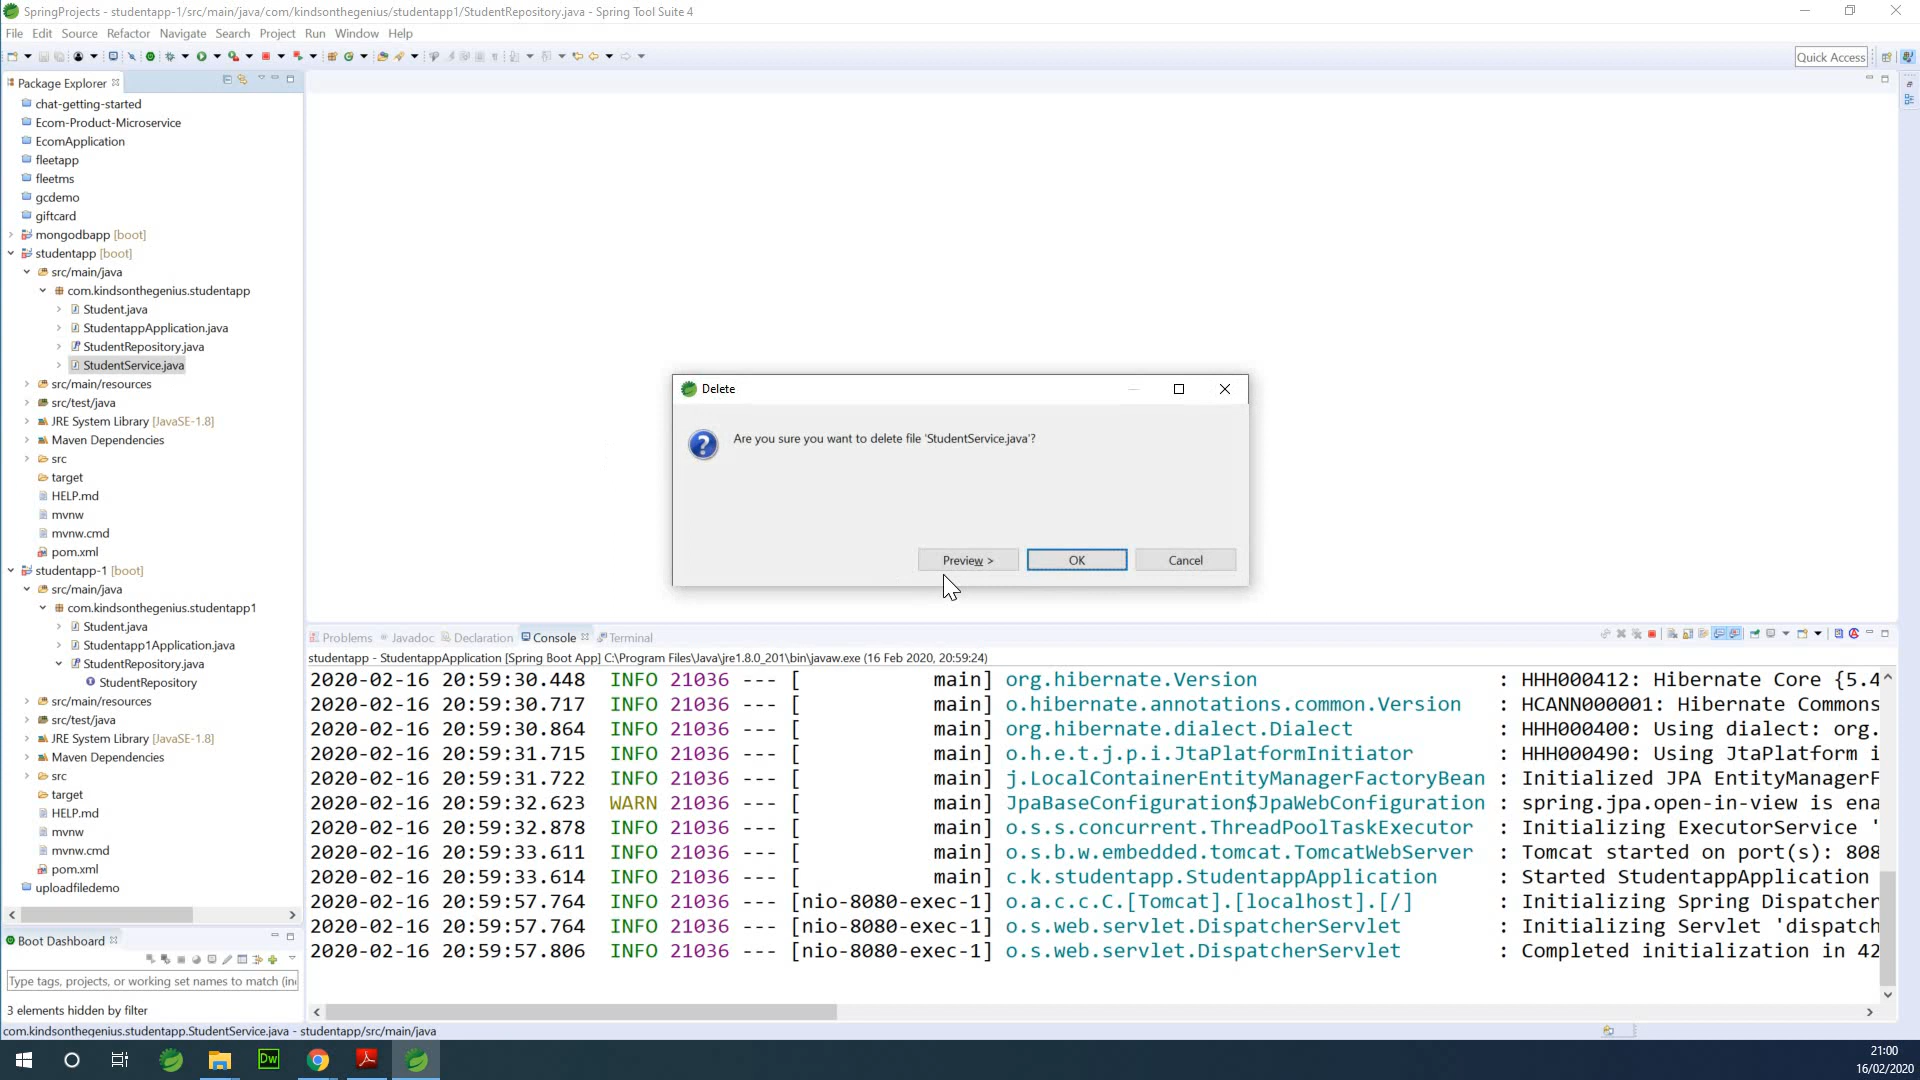 SpringProjects - studentapp-1/src/main/java/com/kindsonthegenius/studentapp1/StudentRepository.java - Spring Tool Suite 4
File Edit Source Refactor Navigate Search Project Run Window Help
Quick Access
Package Explorer
chat-getting-started
Ecom-Product-Microservice
EcomApplication
fleetapp
fleetms
gcdemo
giftcard
mongodbapp [boot]
studentapp [boot]
src/main/java
com.kindsonthegenius.studentapp
Student.java
StudentappApplication.java
StudentRepository.java
StudentService.java
src/main/resources
src/test/java
JRE System Library [JavaSE-1.8]
Maven Dependencies
src
target
HELP.md
mvnw
mvnw.cmd
pom.xml
studentapp-1 [boot]
src/main/java
com.kindsonthegenius.studentapp1
Student.java
Studentapp1Application.java
StudentRepository.java
StudentRepository
src/main/resources
src/test/java
JRE System Library [JavaSE-1.8]
Maven Dependencies
src
target
HELP.md
mvnw
mvnw.cmd
pom.xml
uploadfiledemo
Boot Dashboard
Type tags, projects, or working set names to match (in
3 elements hidden by filter
Delete
Are you sure you want to delete file 'StudentService.java'?
Preview > OK Cancel
Problems Javadoc Declaration Console Terminal
studentapp - StudentappApplication [Spring Boot App] C:\Program Files\Java\jre1.8.0_201\bin\javaw.exe (16 Feb 2020, 20:59:24)
2020-02-16 20:59:30.448 INFO 21036 --- [ main] org.hibernate.Version : HHH000412: Hibernate Core {5.4
2020-02-16 20:59:30.717 INFO 21036 --- [ main] o.hibernate.annotations.common.Version : HCANN000001: Hibernate Commons
2020-02-16 20:59:30.864 INFO 21036 --- [ main] org.hibernate.dialect.Dialect : HHH000400: Using dialect: org.
2020-02-16 20:59:31.715 INFO 21036 --- [ main] o.h.e.t.j.p.i.JtaPlatformInitiator : HHH000490: Using JtaPlatform i
2020-02-16 20:59:31.722 INFO 21036 --- [ main] j.LocalContainerEntityManagerFactoryBean : Initialized JPA EntityManagerF
2020-02-16 20:59:32.623 WARN 21036 --- [ main] JpaBaseConfiguration$JpaWebConfiguration : spring.jpa.open-in-view is ena
2020-02-16 20:59:32.878 INFO 21036 --- [ main] o.s.s.concurrent.ThreadPoolTaskExecutor : Initializing ExecutorService '
2020-02-16 20:59:33.611 INFO 21036 --- [ main] o.s.b.w.embedded.tomcat.TomcatWebServer : Tomcat started on port(s): 808
2020-02-16 20:59:33.614 INFO 21036 --- [ main] c.k.studentapp.StudentappApplication : Started StudentappApplication
2020-02-16 20:59:57.764 INFO 21036 --- [nio-8080-exec-1] o.a.c.c.C.[Tomcat].[localhost].[/] : Initializing Spring Dispatcher
2020-02-16 20:59:57.764 INFO 21036 --- [nio-8080-exec-1] o.s.web.servlet.DispatcherServlet : Initializing Servlet 'dispatch
2020-02-16 20:59:57.806 INFO 21036 --- [nio-8080-exec-1] o.s.web.servlet.DispatcherServlet : Completed initialization in 42
com.kindsonthegenius.studentapp.StudentService.java - studentapp/src/main/java
Dw
21:00
16/02/2020